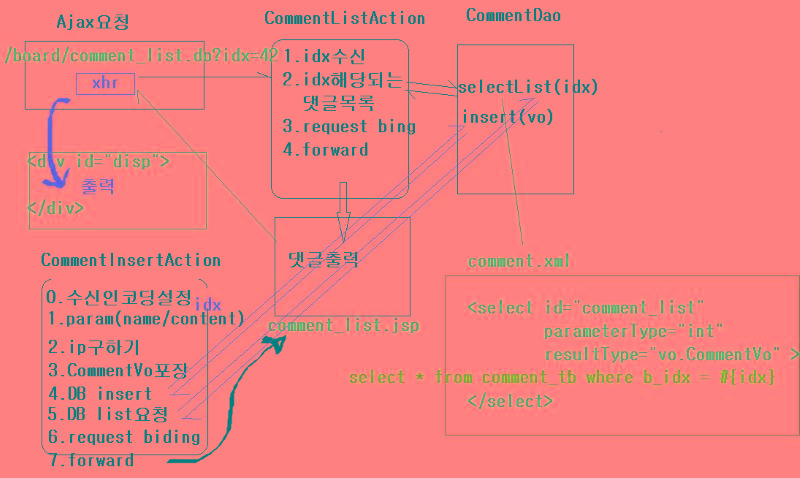 Ajax요청
/board/comment_list.do?idx=42
xhr
<div id="disp">
출력
</div>
CommentListAction
1.idx수신
2.idx해당되는
댓글목록
3.request bing
4.forward
CommentDao
selectList(idx)
insert(vo)
댓글출력
comment_list.jsp
CommentInsertAction
0.수신인코딩설정
idx
1.param(name/content)
2.ip구하기
3.CommentVo포장
4.DB insert
5.DB list요청
6.request biding
7.forward
comment.xml
<select id="comment_list"
parameterType="int"
resultType="vo.CommentVo" >
select * from comment_tb where b_idx = #{idx}
</select>